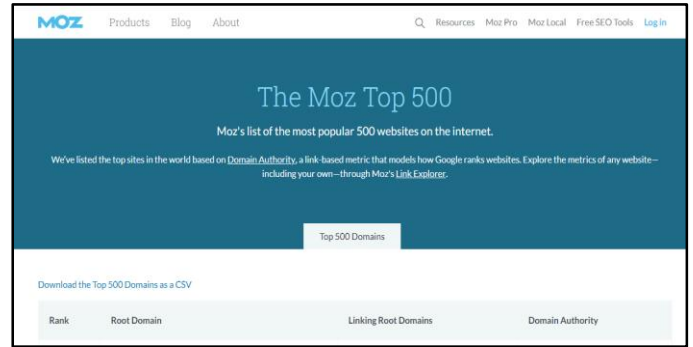 MOZ Products Blog About Resources Moz Pro Moz Local Free SEO Tools Log in
The Moz Top 500
Moz's list of the most popular 500 websites on the internet.
We've listed the top sites in the world based on Domain Authority, a link-based metric that models how Google ranks websites. Explore the metrics of any website—
including your own—through Moz's Link Explorer.
Top 500 Domains
Download the Top 500 Domains as a CSV
Rank Root Domain Linking Root Domains Domain Authority